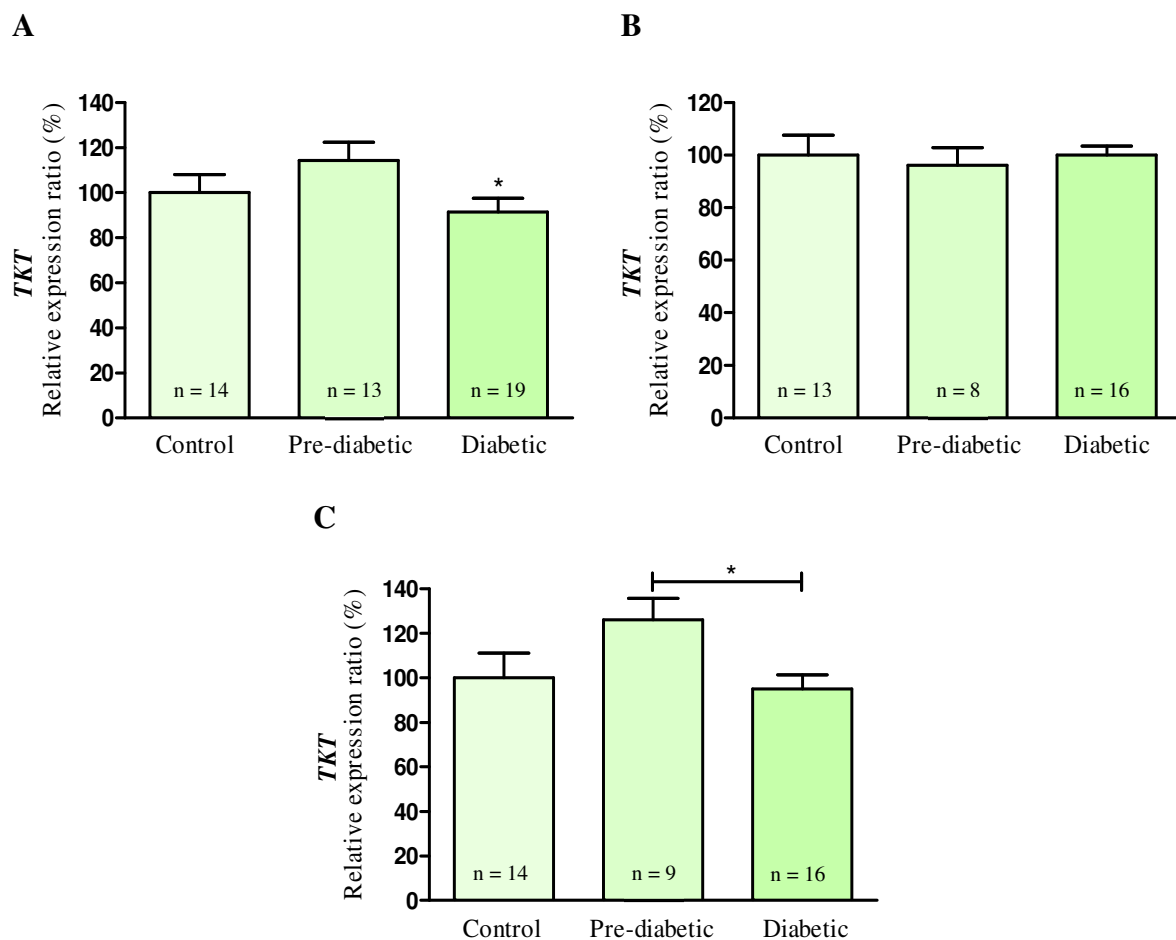 A
TKT
Relative expression ratio (%)
140
120
100
80
60
40
20
0
*
n = 14
n = 13
n = 19
Control
Pre-diabetic
Diabetic
B
TKT
Relative expression ratio (%)
120
100
80
60
40
20
0
n = 13
n = 8
n = 16
Control
Pre-diabetic
Diabetic
C
TKT
Relative expression ratio (%)
140
120
100
80
60
40
20
0
*
n = 14
n = 9
n = 16
Control
Pre-diabetic
Diabetic